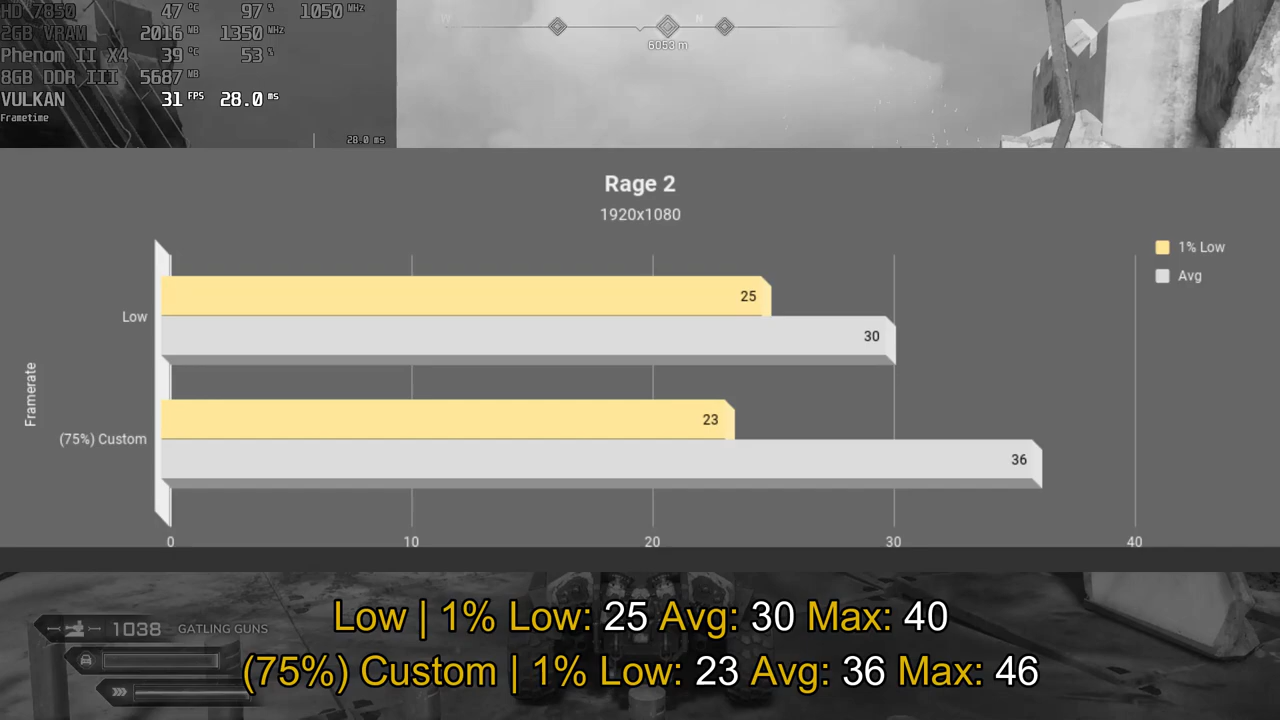 HD 7850 47 °C 97 % 1050 MHz
2GB VRAM 2016 MB 1350 MHz
Phenom II X4 39 °C 53 %
8GB DDR III 5687 MB
VULKAN 31 FPS 28.0 ms
Frametime
28.0 ms
W N
6053 m
Rage 2
1920x1080
1% Low
Avg
Framerate
Low
25
30
(75%) Custom
23
36
0 10 20 30 40
1038 GATLING GUNS
Low | 1% Low: 25 Avg: 30 Max: 40
(75%) Custom | 1% Low: 23 Avg: 36 Max: 46